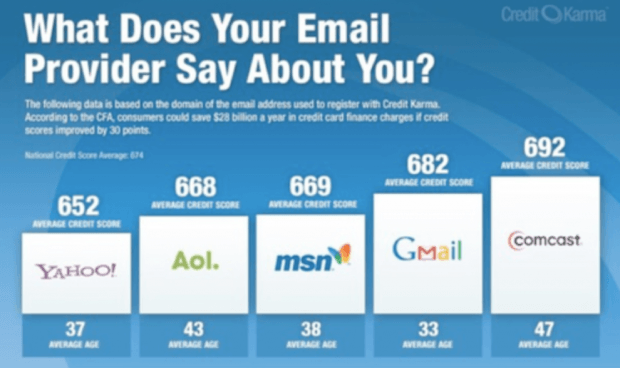 Credit Karma
What Does Your Email
Provider Say About You?
The following data is based on the domain of the email address used to register with Credit Karma.
According to the CFA, consumers could save $28 billion a year in credit card finance charges if credit
scores improved by 30 points.
National Credit Score Average: 674
652
AVERAGE CREDIT SCORE
YAHOO!
37
AVERAGE AGE
668
AVERAGE CREDIT SCORE
Aol.
43
AVERAGE AGE
669
AVERAGE CREDIT SCORE
msn
38
AVERAGE AGE
682
AVERAGE CREDIT SCORE
GMail
33
AVERAGE AGE
692
AVERAGE CREDIT SCORE
comcast.
47
AVERAGE AGE